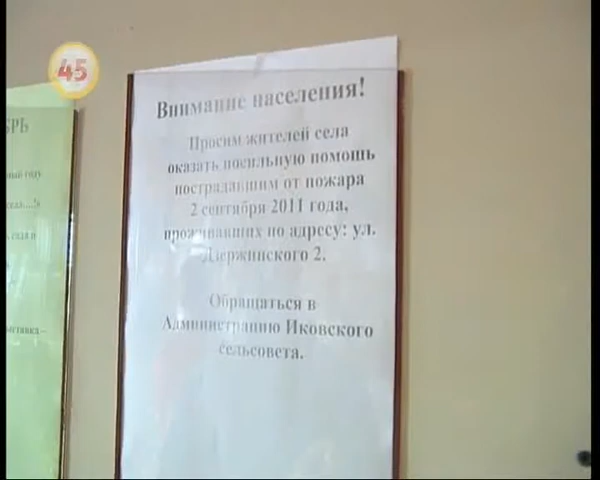 45
БРЬ
Внимание населения!
Просим жителей села
оказать посильную помощь
пострадавшим от пожара
2 сентября 2011 года,
проживавших по адресу: ул.
Дзержинского 2.
Обращаться в
Администрацию Иковского
сельсовета.